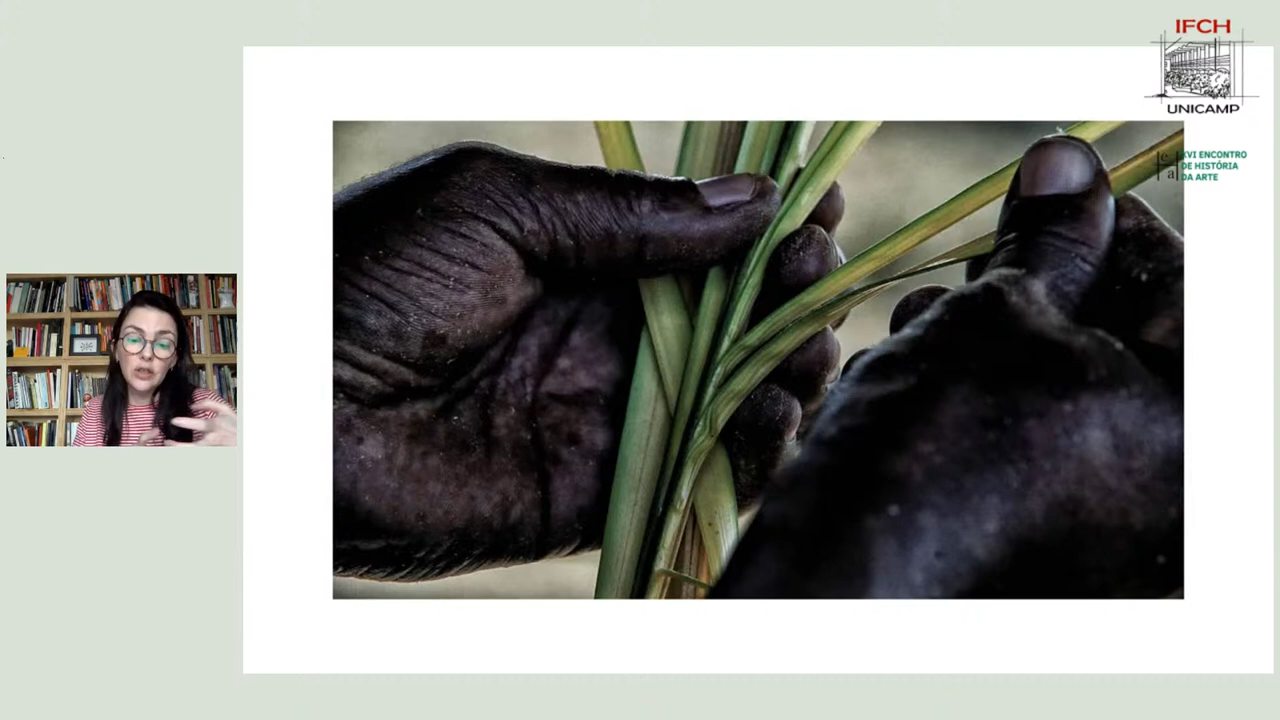 IFCH
UNICAMP
e
a
XVI ENCONTRO
DE HISTÓRIA
DA ARTE